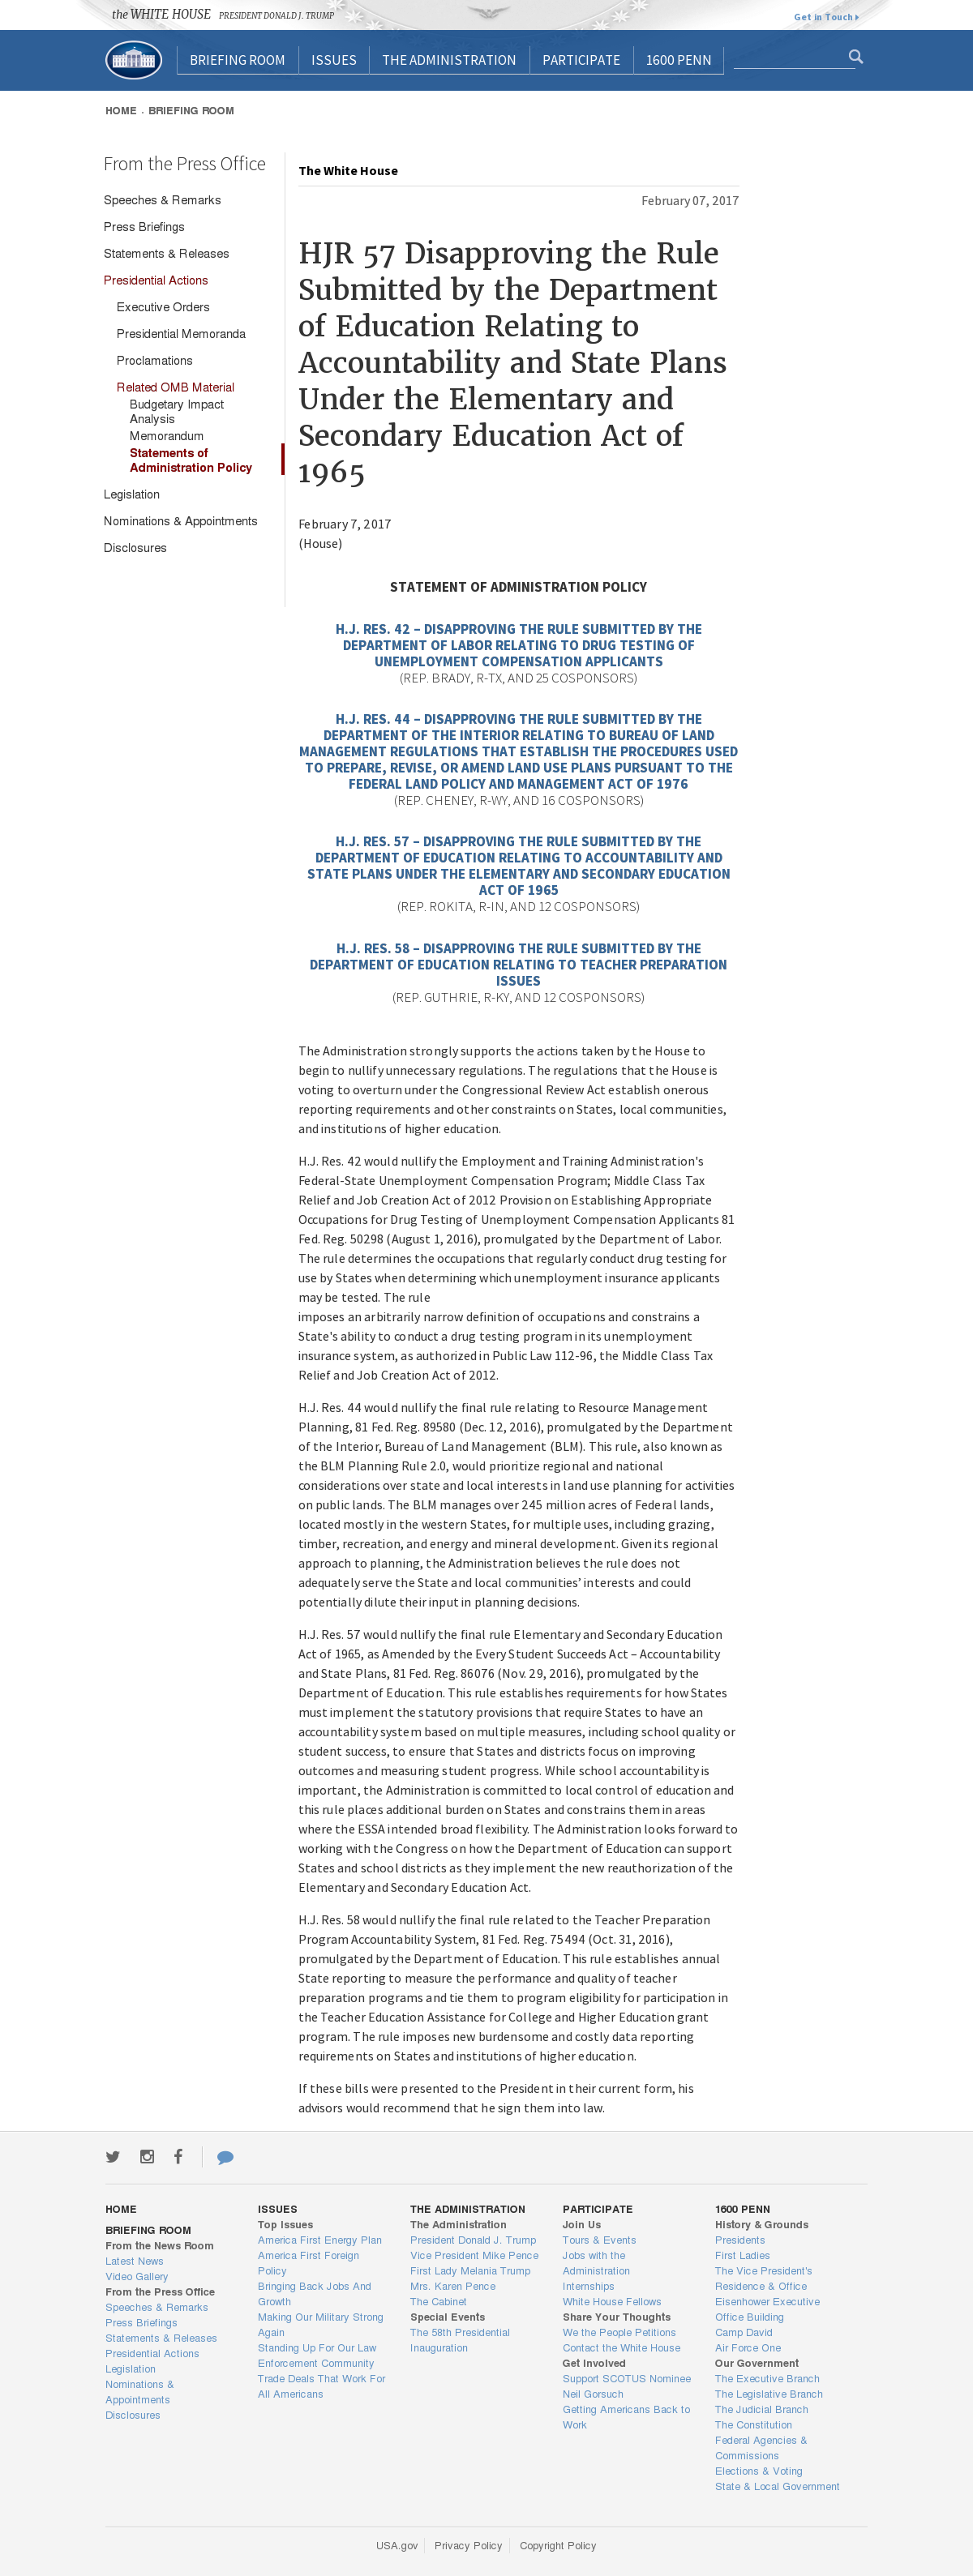 the WHITE HOUSE PRESIDENT DONALD J. TRUMP
Get in Touch
BRIEFING ROOM ISSUES THE ADMINISTRATION PARTICIPATE 1600 PENN
HOME · BRIEFING ROOM
From the Press Office
Speeches & Remarks
Press Briefings
Statements & Releases
Presidential Actions
Executive Orders
Presidential Memoranda
Proclamations
Related OMB Material
Budgetary Impact
Analysis
Memorandum
Statements of
Administration Policy
Legislation
Nominations & Appointments
Disclosures
The White House
February 07, 2017
HJR 57 Disapproving the Rule
Submitted by the Department
of Education Relating to
Accountability and State Plans
Under the Elementary and
Secondary Education Act of
1965
February 7, 2017
(House)
STATEMENT OF ADMINISTRATION POLICY
H.J. RES. 42 – DISAPPROVING THE RULE SUBMITTED BY THE
DEPARTMENT OF LABOR RELATING TO DRUG TESTING OF
UNEMPLOYMENT COMPENSATION APPLICANTS
(REP. BRADY, R-TX, AND 25 COSPONSORS)
H.J. RES. 44 – DISAPPROVING THE RULE SUBMITTED BY THE
DEPARTMENT OF THE INTERIOR RELATING TO BUREAU OF LAND
MANAGEMENT REGULATIONS THAT ESTABLISH THE PROCEDURES USED
TO PREPARE, REVISE, OR AMEND LAND USE PLANS PURSUANT TO THE
FEDERAL LAND POLICY AND MANAGEMENT ACT OF 1976
(REP. CHENEY, R-WY, AND 16 COSPONSORS)
H.J. RES. 57 – DISAPPROVING THE RULE SUBMITTED BY THE
DEPARTMENT OF EDUCATION RELATING TO ACCOUNTABILITY AND
STATE PLANS UNDER THE ELEMENTARY AND SECONDARY EDUCATION
ACT OF 1965
(REP. ROKITA, R-IN, AND 12 COSPONSORS)
H.J. RES. 58 – DISAPPROVING THE RULE SUBMITTED BY THE
DEPARTMENT OF EDUCATION RELATING TO TEACHER PREPARATION
ISSUES
(REP. GUTHRIE, R-KY, AND 12 COSPONSORS)
The Administration strongly supports the actions taken by the House to
begin to nullify unnecessary regulations. The regulations that the House is
voting to overturn under the Congressional Review Act establish onerous
reporting requirements and other constraints on States, local communities,
and institutions of higher education.
H.J. Res. 42 would nullify the Employment and Training Administration's
Federal-State Unemployment Compensation Program; Middle Class Tax
Relief and Job Creation Act of 2012 Provision on Establishing Appropriate
Occupations for Drug Testing of Unemployment Compensation Applicants 81
Fed. Reg. 50298 (August 1, 2016), promulgated by the Department of Labor.
The rule determines the occupations that regularly conduct drug testing for
use by States when determining which unemployment insurance applicants
may be tested. The rule
imposes an arbitrarily narrow definition of occupations and constrains a
State's ability to conduct a drug testing program in its unemployment
insurance system, as authorized in Public Law 112-96, the Middle Class Tax
Relief and Job Creation Act of 2012.
H.J. Res. 44 would nullify the final rule relating to Resource Management
Planning, 81 Fed. Reg. 89580 (Dec. 12, 2016), promulgated by the Department
of the Interior, Bureau of Land Management (BLM). This rule, also known as
the BLM Planning Rule 2.0, would prioritize regional and national
considerations over state and local interests in land use planning for activities
on public lands. The BLM manages over 245 million acres of Federal lands,
located mostly in the western States, for multiple uses, including grazing,
timber, recreation, and energy and mineral development. Given its regional
approach to planning, the Administration believes the rule does not
adequately serve the State and local communities’ interests and could
potentially dilute their input in planning decisions.
H.J. Res. 57 would nullify the final rule Elementary and Secondary Education
Act of 1965, as Amended by the Every Student Succeeds Act – Accountability
and State Plans, 81 Fed. Reg. 86076 (Nov. 29, 2016), promulgated by the
Department of Education. This rule establishes requirements for how States
must implement the statutory provisions that require States to have an
accountability system based on multiple measures, including school quality or
student success, to ensure that States and districts focus on improving
outcomes and measuring student progress. While school accountability is
important, the Administration is committed to local control of education and
this rule places additional burden on States and constrains them in areas
where the ESSA intended broad flexibility. The Administration looks forward to
working with the Congress on how the Department of Education can support
States and school districts as they implement the new reauthorization of the
Elementary and Secondary Education Act.
H.J. Res. 58 would nullify the final rule related to the Teacher Preparation
Program Accountability System, 81 Fed. Reg. 75494 (Oct. 31, 2016),
promulgated by the Department of Education. This rule establishes annual
State reporting to measure the performance and quality of teacher
preparation programs and tie them to program eligibility for participation in
the Teacher Education Assistance for College and Higher Education grant
program. The rule imposes new burdensome and costly data reporting
requirements on States and institutions of higher education.
If these bills were presented to the President in their current form, his
advisors would recommend that he sign them into law.
HOME
BRIEFING ROOM
From the News Room
Latest News
Video Gallery
From the Press Office
Speeches & Remarks
Press Briefings
Statements & Releases
Presidential Actions
Legislation
Nominations &
Appointments
Disclosures
ISSUES
Top Issues
America First Energy Plan
America First Foreign
Policy
Bringing Back Jobs And
Growth
Making Our Military Strong
Again
Standing Up For Our Law
Enforcement Community
Trade Deals That Work For
All Americans
THE ADMINISTRATION
The Administration
President Donald J. Trump
Vice President Mike Pence
First Lady Melania Trump
Mrs. Karen Pence
The Cabinet
Special Events
The 58th Presidential
Inauguration
PARTICIPATE
Join Us
Tours & Events
Jobs with the
Administration
Internships
White House Fellows
Share Your Thoughts
We the People Petitions
Contact the White House
Get Involved
Support SCOTUS Nominee
Neil Gorsuch
Getting Americans Back to
Work
1600 PENN
History & Grounds
Presidents
First Ladies
The Vice President's
Residence & Office
Eisenhower Executive
Office Building
Camp David
Air Force One
Our Government
The Executive Branch
The Legislative Branch
The Judicial Branch
The Constitution
Federal Agencies &
Commissions
Elections & Voting
State & Local Government
USA.gov Privacy Policy Copyright Policy